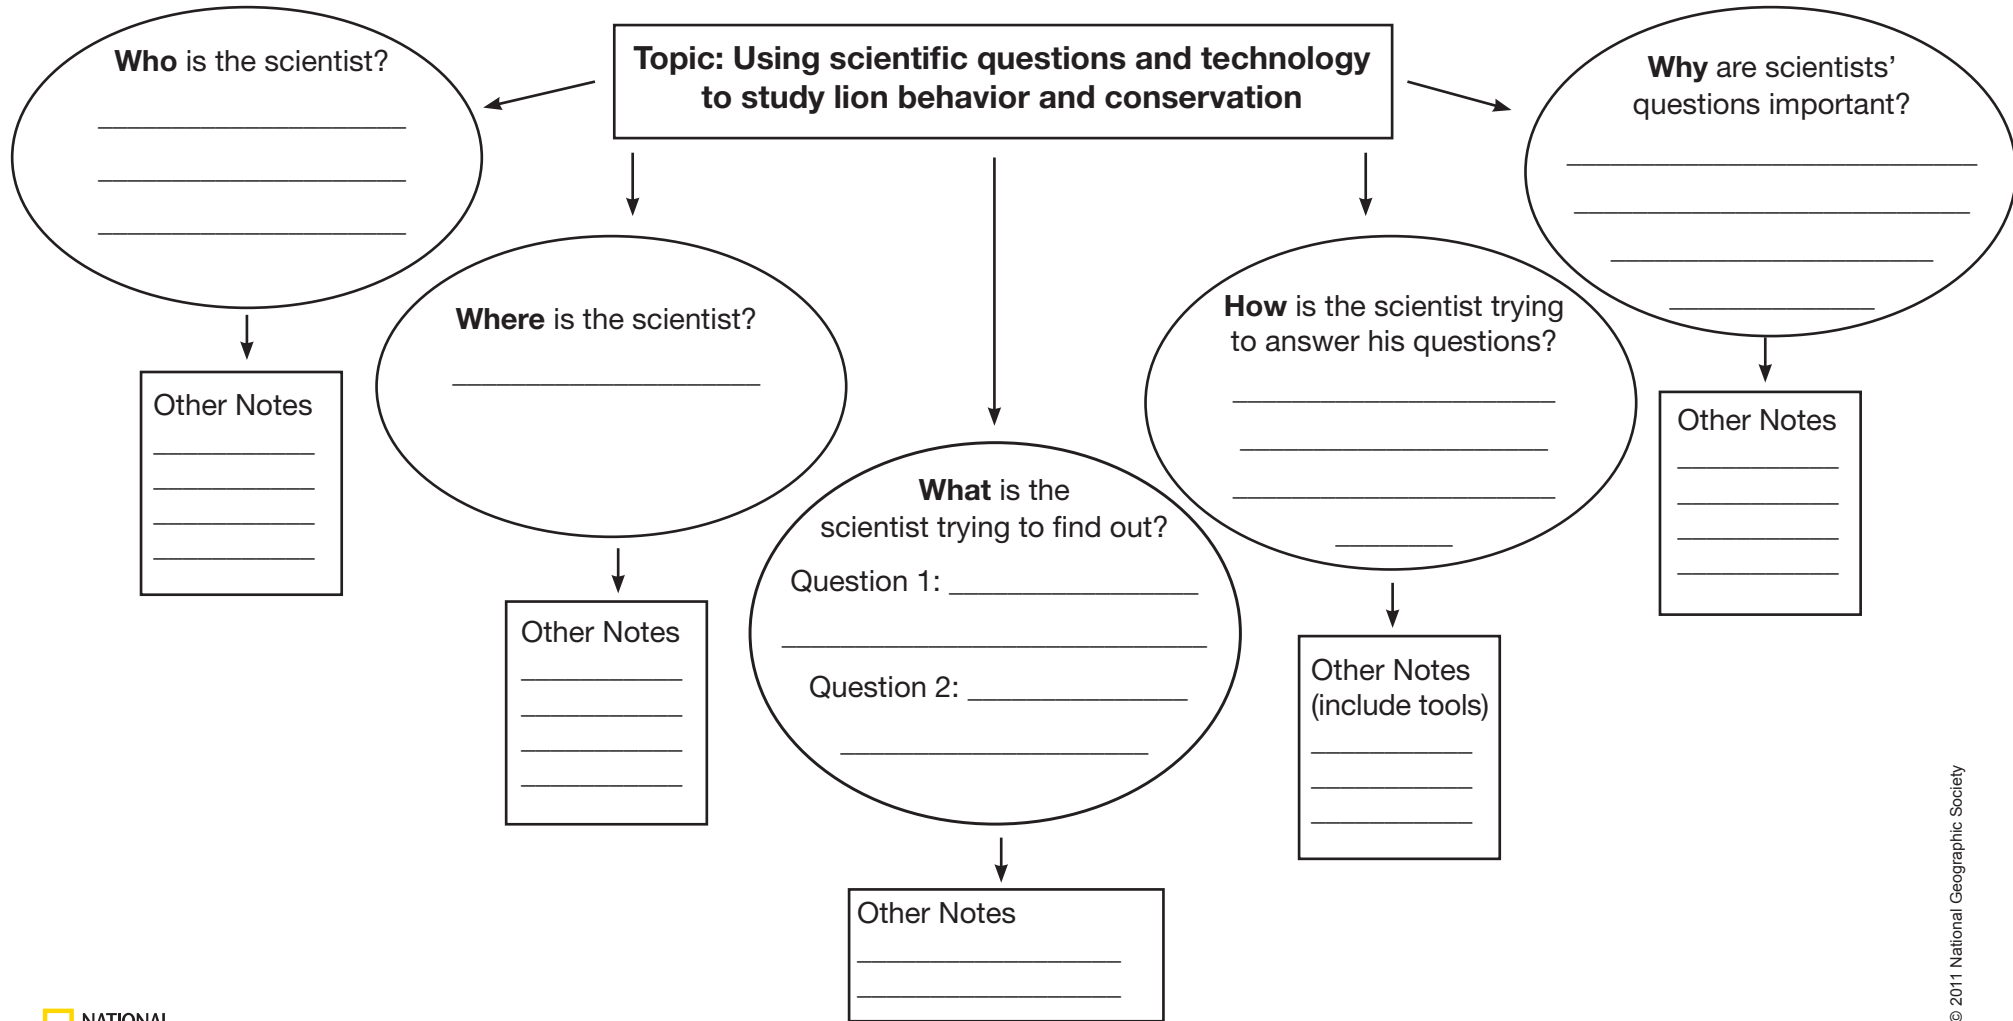 Topic: Using scientific questions and technology
to study lion behavior and conservation
Who is the scientist?
Other Notes
Where is the scientist?
Other Notes
What is the
scientist trying to find out?
Question 1:
Question 2:
Other Notes
How is the scientist trying
to answer his questions?
Other Notes
(include tools)
Why are scientists’
questions important?
Other Notes
© 2011 National Geographic Society
NATIONAL